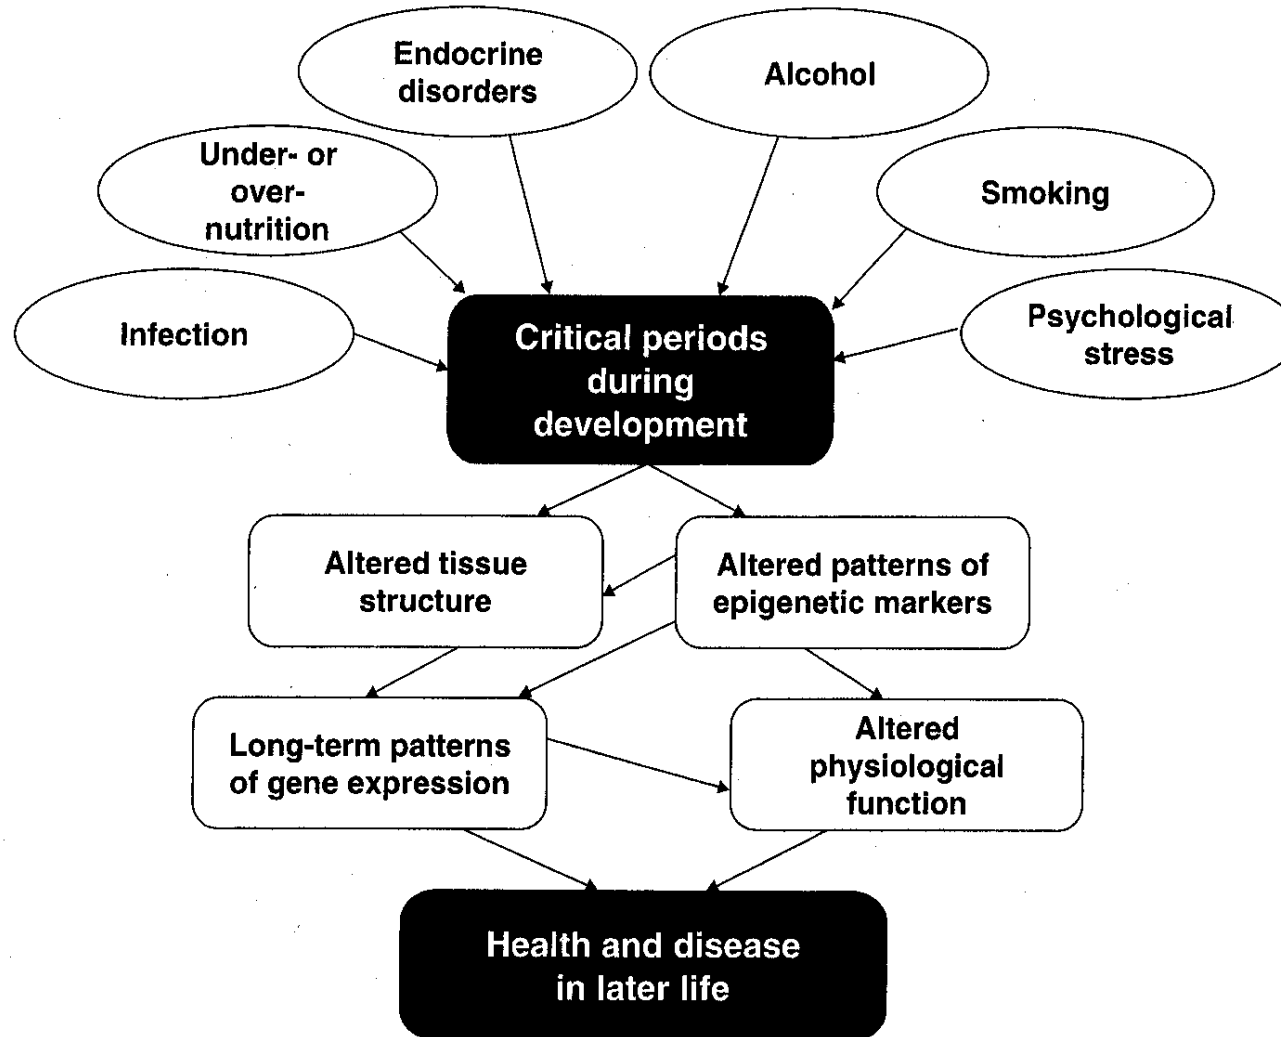 Endocrine
disorders
Alcohol
Under- or
over-
nutrition
Smoking
Infection
Psychological
stress
Critical periods
during
development
Altered tissue
structure
Altered patterns of
epigenetic markers
Long-term patterns
of gene expression
Altered
physiological
function
Health and disease
in later life